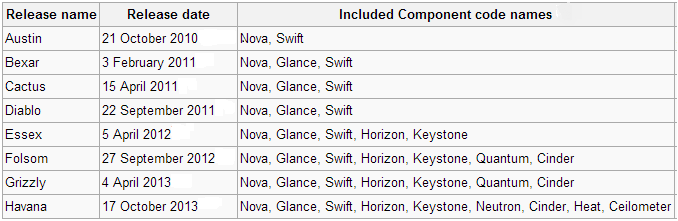 Release name Release date Included Component code names
Austin 21 October 2010 Nova, Swift
Bexar 3 February 2011 Nova, Glance, Swift
Cactus 15 April 2011 Nova, Glance, Swift
Diablo 22 September 2011 Nova, Glance, Swift
Essex 5 April 2012 Nova, Glance, Swift, Horizon, Keystone
Folsom 27 September 2012 Nova, Glance, Swift, Horizon, Keystone, Quantum, Cinder
Grizzly 4 April 2013 Nova, Glance, Swift, Horizon, Keystone, Quantum, Cinder
Havana 17 October 2013 Nova, Glance, Swift, Horizon, Keystone, Neutron, Cinder, Heat, Ceilometer